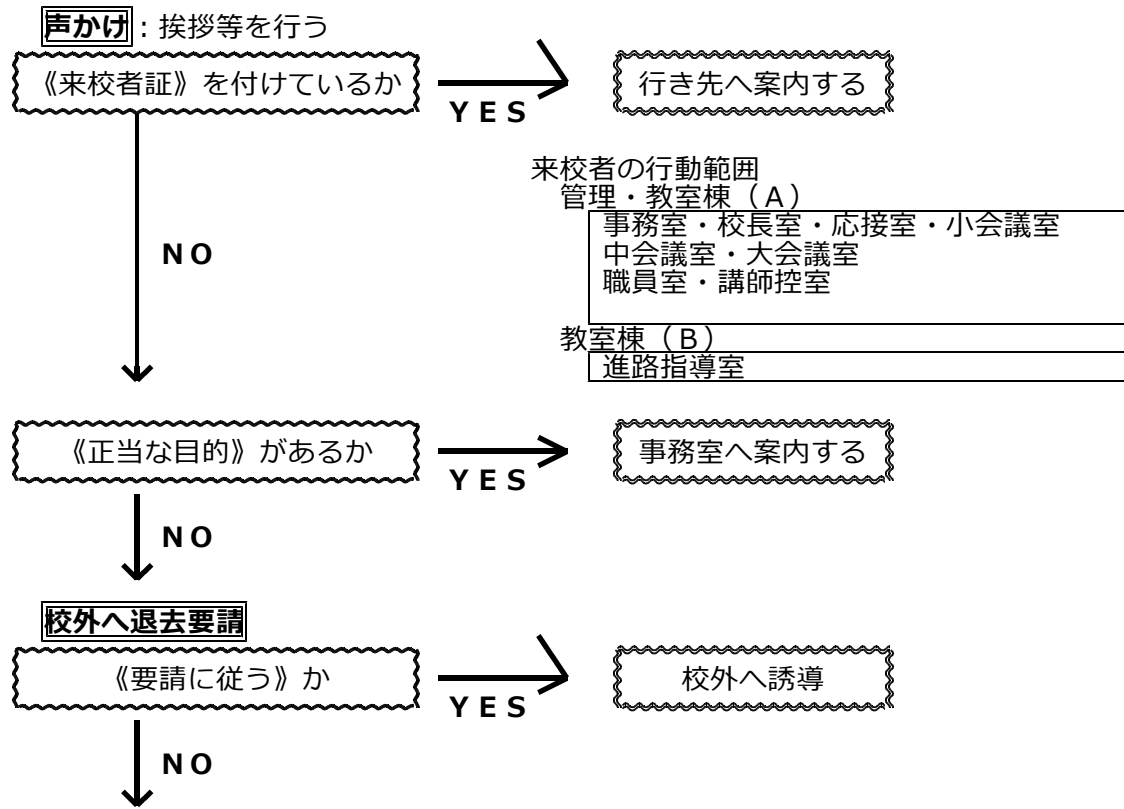 声かけ：挨拶等を行う
《来校者証》を付けているか
ＹＥＳ
行き先へ案内する
来校者の行動範囲
管理・教室棟（Ａ）
事務室・校長室・応接室・小会議室
中会議室・大会議室
職員室・講師控室
ＮＯ
教室棟（Ｂ）
進路指導室
《正当な目的》があるか
ＹＥＳ
事務室へ案内する
ＮＯ
校外へ退去要請
《要請に従う》か
ＹＥＳ
校外へ誘導
ＮＯ